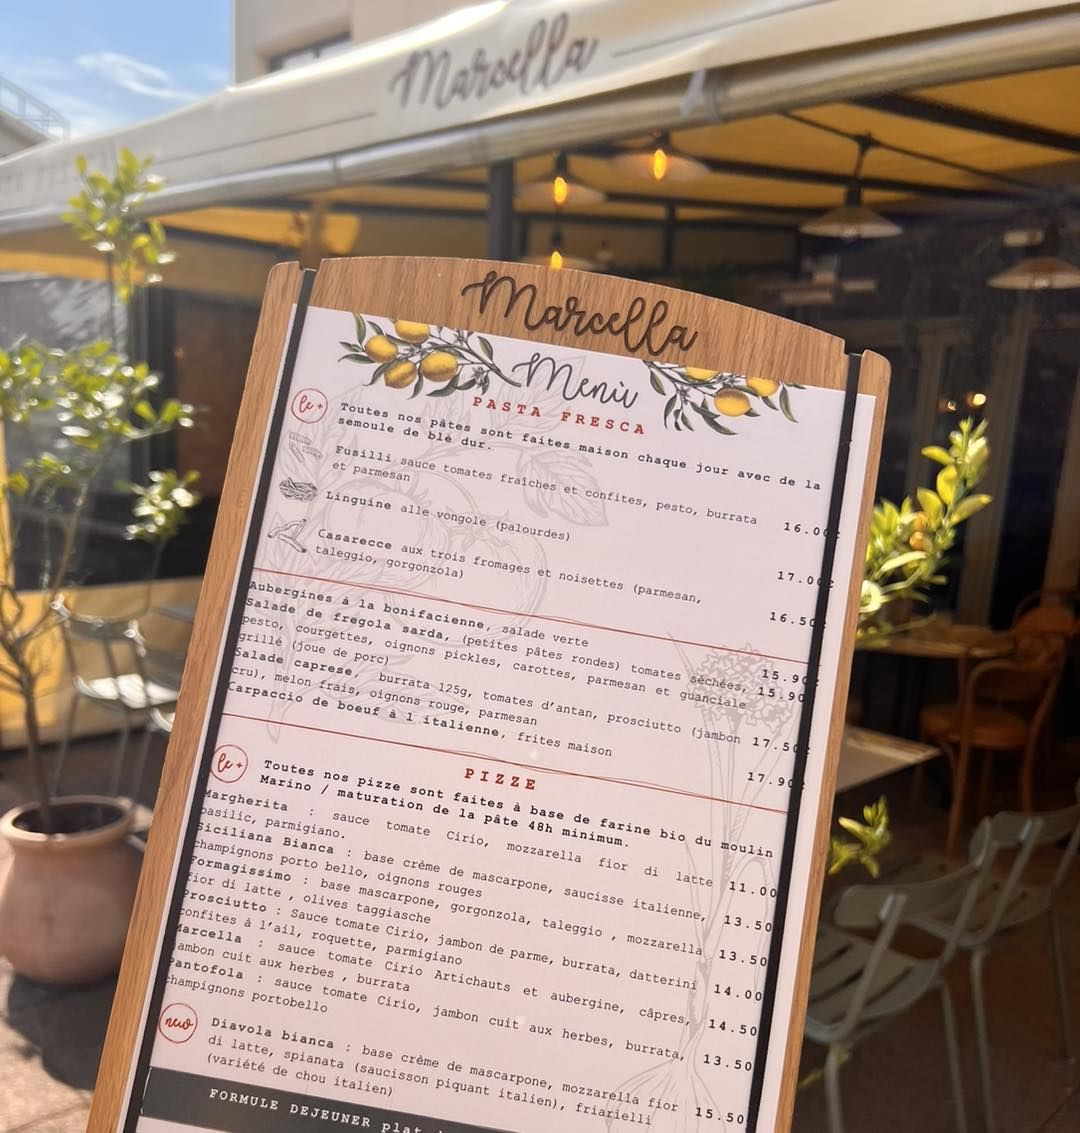 Marcella
Marcella
Menù
PASTA FRESCA
le +
Toutes nos pâtes sont faites maison chaque jour avec de la
semoule de blé dur.
Fusilli sauce tomates fraîches et confites, pesto, burrata
et parmesan 16.00
Linguine alle vongole (palourdes) 17.00
Casarecce aux trois fromages et noisettes (parmesan,
taleggio, gorgonzola) 16.50
Aubergines à la bonifacienne, salade verte 15.90
Salade de fregola sarda, (petites pâtes rondes) tomates séchées, 15.90
pesto, courgettes, oignons pickles, carottes, parmesan et guanciale
grillé (joue de porc)
Salade caprese, burrata 125g, tomates d'antan, prosciutto (jambon 17.50
cru), melon frais, oignons rouge, parmesan
Carpaccio de boeuf à l italienne, frites maison 17.90
PIZZE
le +
Toutes nos pizze sont faites à base de farine bio du moulin
Marino / maturation de la pâte 48h minimum.
Margherita : sauce tomate Cirio, mozzarella fior di latte 11.00
basilic, parmigiano.
Siciliana Bianca : base crème de mascarpone, saucisse italienne, 13.50
champignons porto bello, oignons rouges
Formagissimo : base mascarpone, gorgonzola, taleggio , mozzarella 13.50
fior di latte , olives taggiasche
Prosciutto : Sauce tomate Cirio, jambon de parme, burrata, datterini 14.00
confites à l'ail, roquette, parmigiano
Marcella : sauce tomate Cirio Artichauts et aubergine, câpres, 14.50
jambon cuit aux herbes , burrata
Pantofola : sauce tomate Cirio, jambon cuit aux herbes, burrata, 13.50
champignons portobello
new
Diavola bianca : base crème de mascarpone, mozzarella fior
di latte, spianata (saucisson piquant italien), friarielli 15.50
(variété de chou italien)
FORMULE DEJEUNER plat